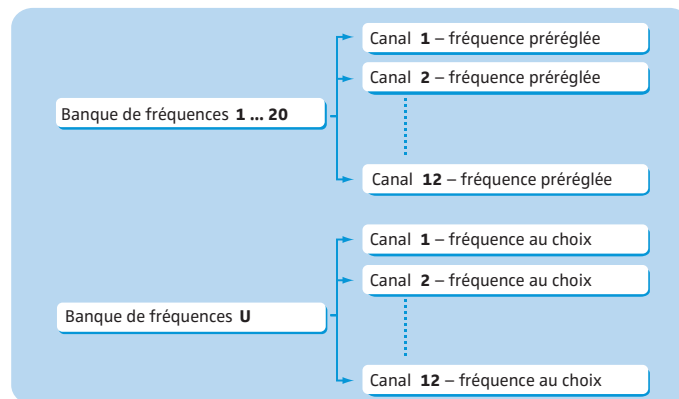 Canal 1 – fréquence préréglée
Canal 2 – fréquence préréglée
Banque de fréquences 1 ... 20
Canal 12 – fréquence préréglée
Canal 1 – fréquence au choix
Canal 2 – fréquence au choix
Banque de fréquences U
Canal 12 – fréquence au choix